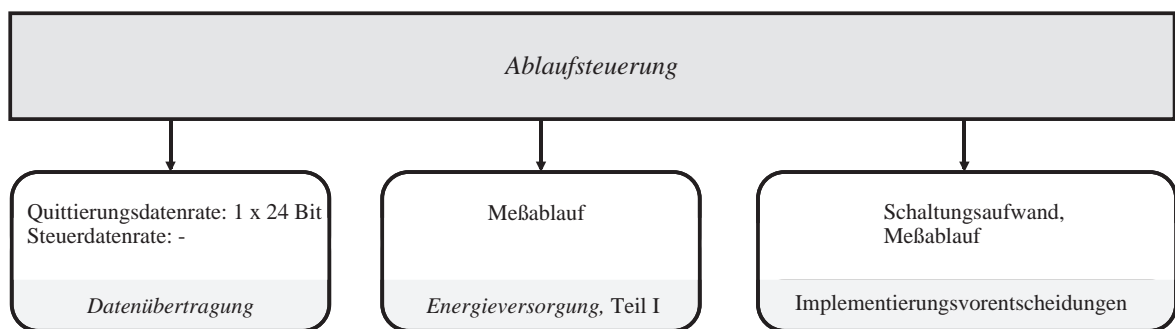 Ablaufsteuerung
Quittierungsdatenrate: 1 x 24 Bit
Steuerdatenrate: -
Datenübertragung
Meßablauf
Energieversorgung, Teil I
Schaltungsaufwand,
Meßablauf
Implementierungsvorentscheidungen